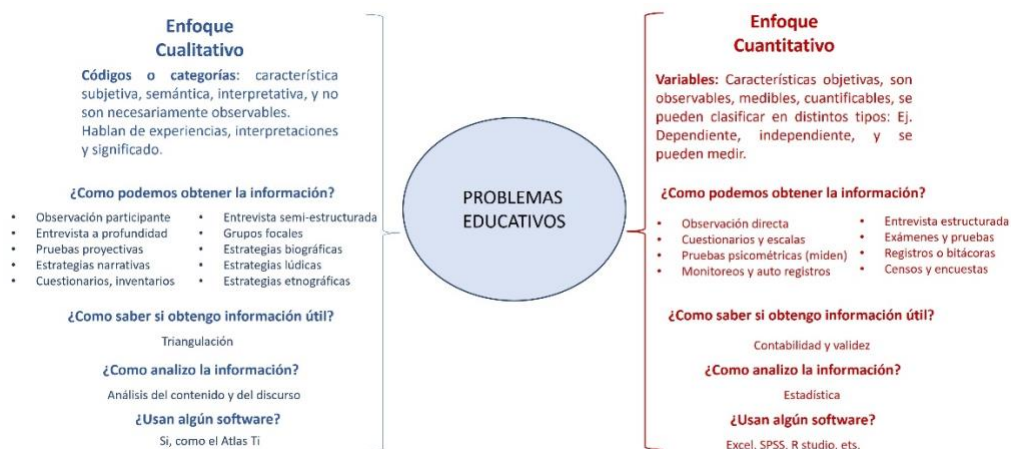 Enfoque
Cualitativo
Códigos o categorías: característica
subjetiva, semántica, interpretativa, y no
son necesariamente observables.
Hablan de experiencias, interpretaciones
y significado.
¿Como podemos obtener la información?
• Observación participante
• Entrevista a profundidad
• Pruebas proyectivas
• Estrategias narrativas
• Cuestionarios, inventarios
• Entrevista semi-estructurada
• Grupos focales
• Estrategias biográficas
• Estrategias lúdicas
• Estrategias etnográficas
¿Como saber si obtengo información útil?
Triangulación
¿Como analizo la información?
Análisis del contenido y del discurso
¿Usan algún software?
Si, como el Atlas Ti
PROBLEMAS
EDUCATIVOS
Enfoque
Cuantitativo
Variables: Características objetivas, son
observables, medibles, cuantificables, se
pueden clasificar en distintos tipos: Ej.
Dependiente, independiente, y se
pueden medir.
¿Como podemos obtener la información?
• Observación directa
• Cuestionarios y escalas
• Pruebas psicométricas (miden)
• Monitoreos y auto registros
• Entrevista estructurada
• Exámenes y pruebas
• Registros o bitácoras
• Censos y encuestas
¿Como saber si obtengo información útil?
Contabilidad y validez
¿Como analizo la información?
Estadística
¿Usan algún software?
Excel, SPSS, R studio, ets.